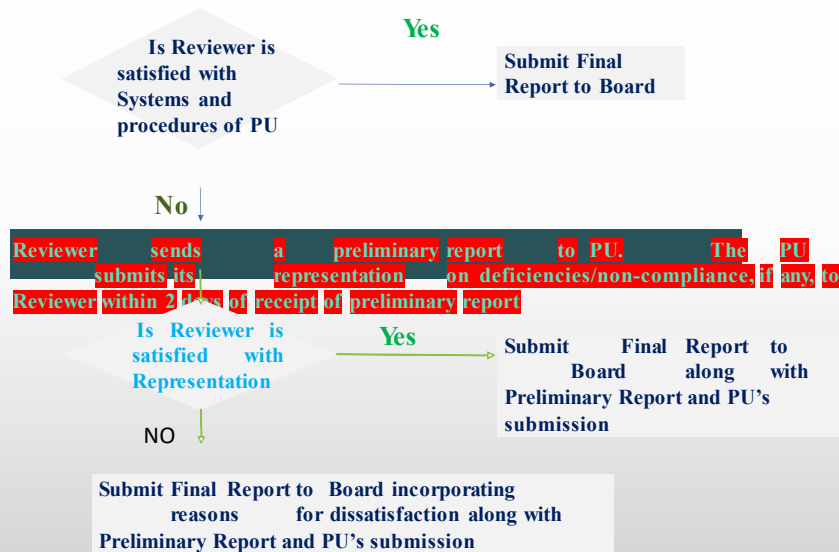 Yes
Is Reviewer is
satisfied with
Systems and
procedures of PU
Submit Final
Report to Board
No
Reviewer sends a preliminary report to PU. The PU
submits its representation on deficiencies/non-compliance, if any, to
Reviewer within 2 days of receipt of preliminary report
Is Reviewer is
satisfied with
Representation
Yes
Submit Final Report to
Board along with
Preliminary Report and PU’s
submission
NO
Submit Final Report to Board incorporating
reasons for dissatisfaction along with
Preliminary Report and PU’s submission